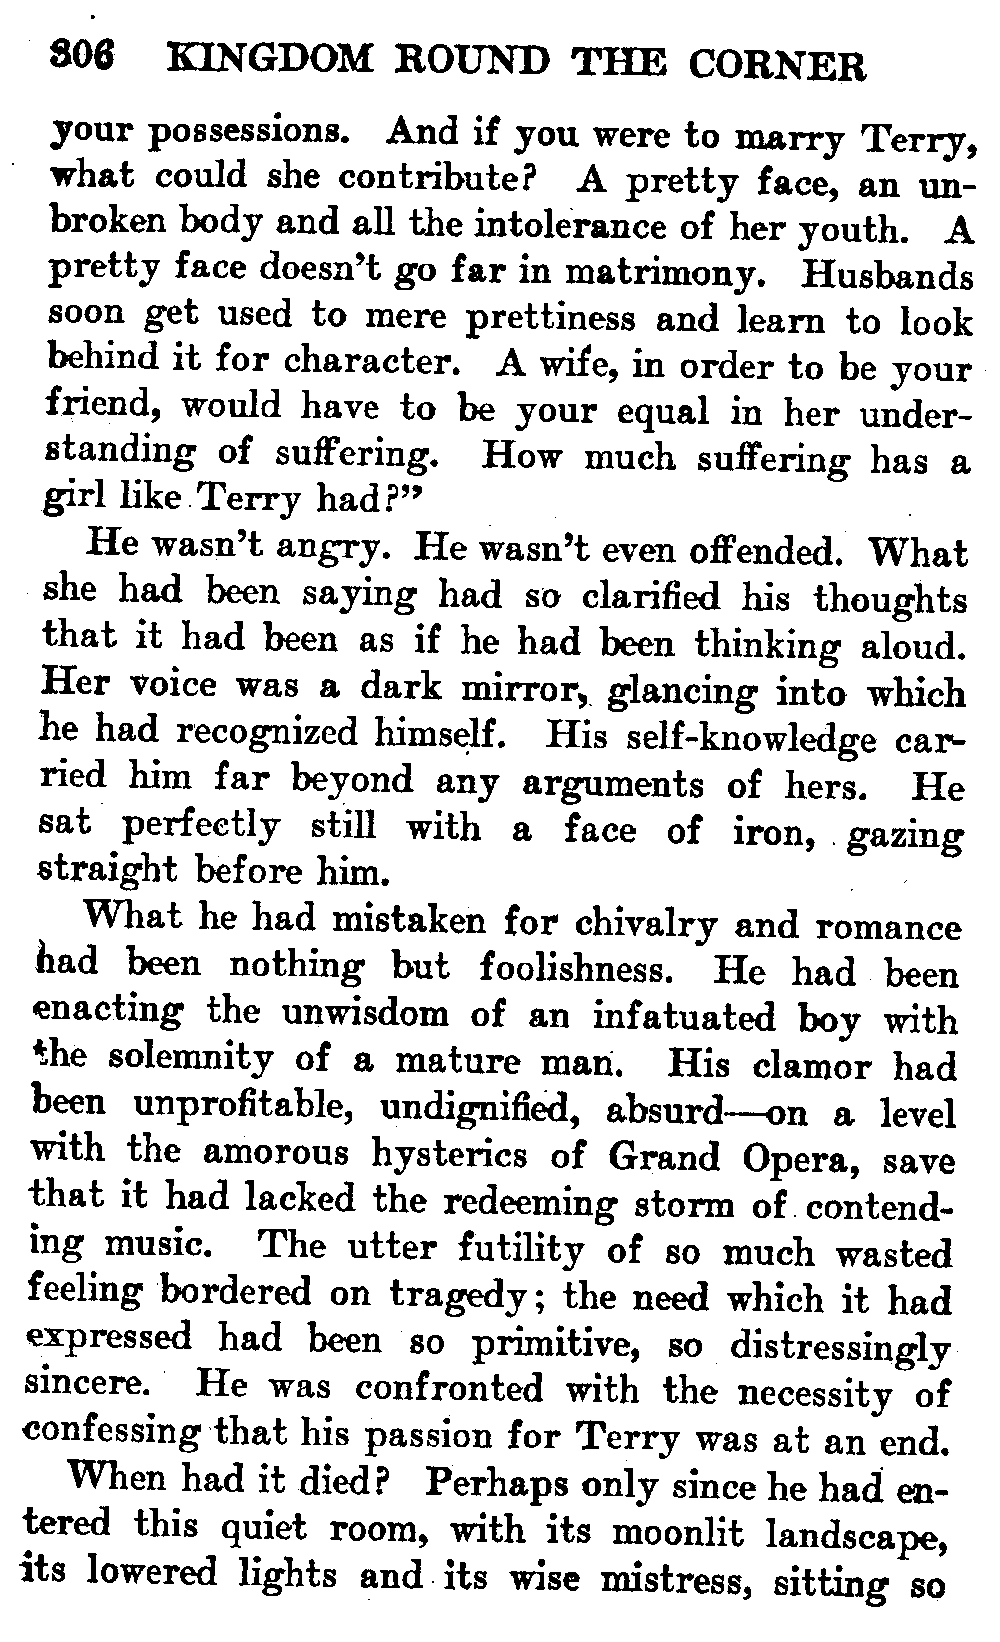 306 KINGDOM ROUND THE CORNER
your possessions. And if you were to marry Terry,
what could she contribute? A pretty face, an un-
broken body and all the intolerance of her youth. A
pretty face doesn't go far in matrimony. Husbands
soon get used to mere prettiness and learn to look
behind it for character. A wife, in order to be your
friend, would have to be your equal in her under-
standing of suffering. How much suffering has a
girl like Terry had?"
He wasn't angry. He wasn't even offended. What
she had been saying had so clarified his thoughts
that it had been as if he had been thinking aloud.
Her voice was a dark mirror, glancing into which
he had recognized himself. His self-knowledge car-
ried him far beyond any arguments of hers. He
sat perfectly still with a face of iron, gazing
straight before him.
What he had mistaken for chivalry and romance
had been nothing but foolishness. He had been
enacting the unwisdom of an infatuated boy with
the solemnity of a mature man. His clamor had
been unprofitable, undignified, absurd—on a level
with the amorous hysterics of Grand Opera, save
that it had lacked the redeeming storm of contend-
ing music. The utter futility of so much wasted
feeling bordered on tragedy; the need which it had
expressed had been so primitive, so distressingly
sincere. He was confronted with the necessity of
confessing that his passion for Terry was at an end.
When had it died? Perhaps only since he had en-
tered this quiet room, with its moonlit landscape,
its lowered lights and its wise mistress, sitting so